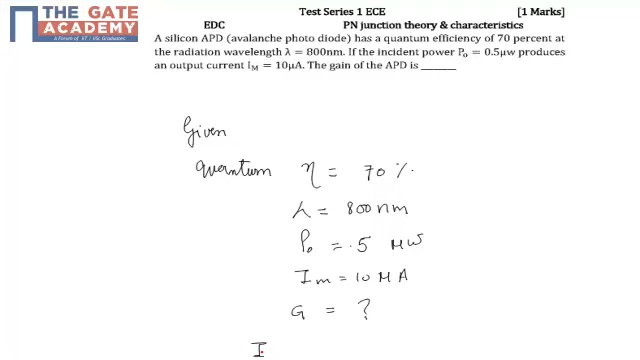 THE GATE
ACADEMY
A Forum of IIT / IISc Graduates
Test Series 1 ECE
[1 Marks]
EDC
PN junction theory & characteristics
A silicon APD (avalanche photo diode) has a quantum efficiency of 70 percent at
the radiation wavelength λ = 800nm. If the incident power P₀ = 0.5μw produces
an output current I_M = 10μA. The gain of the APD is ______
Given
Quantum η = 70 %.
λ = 800 nm
P₀ = .5 μW
Im = 10 μA
G = ?
I